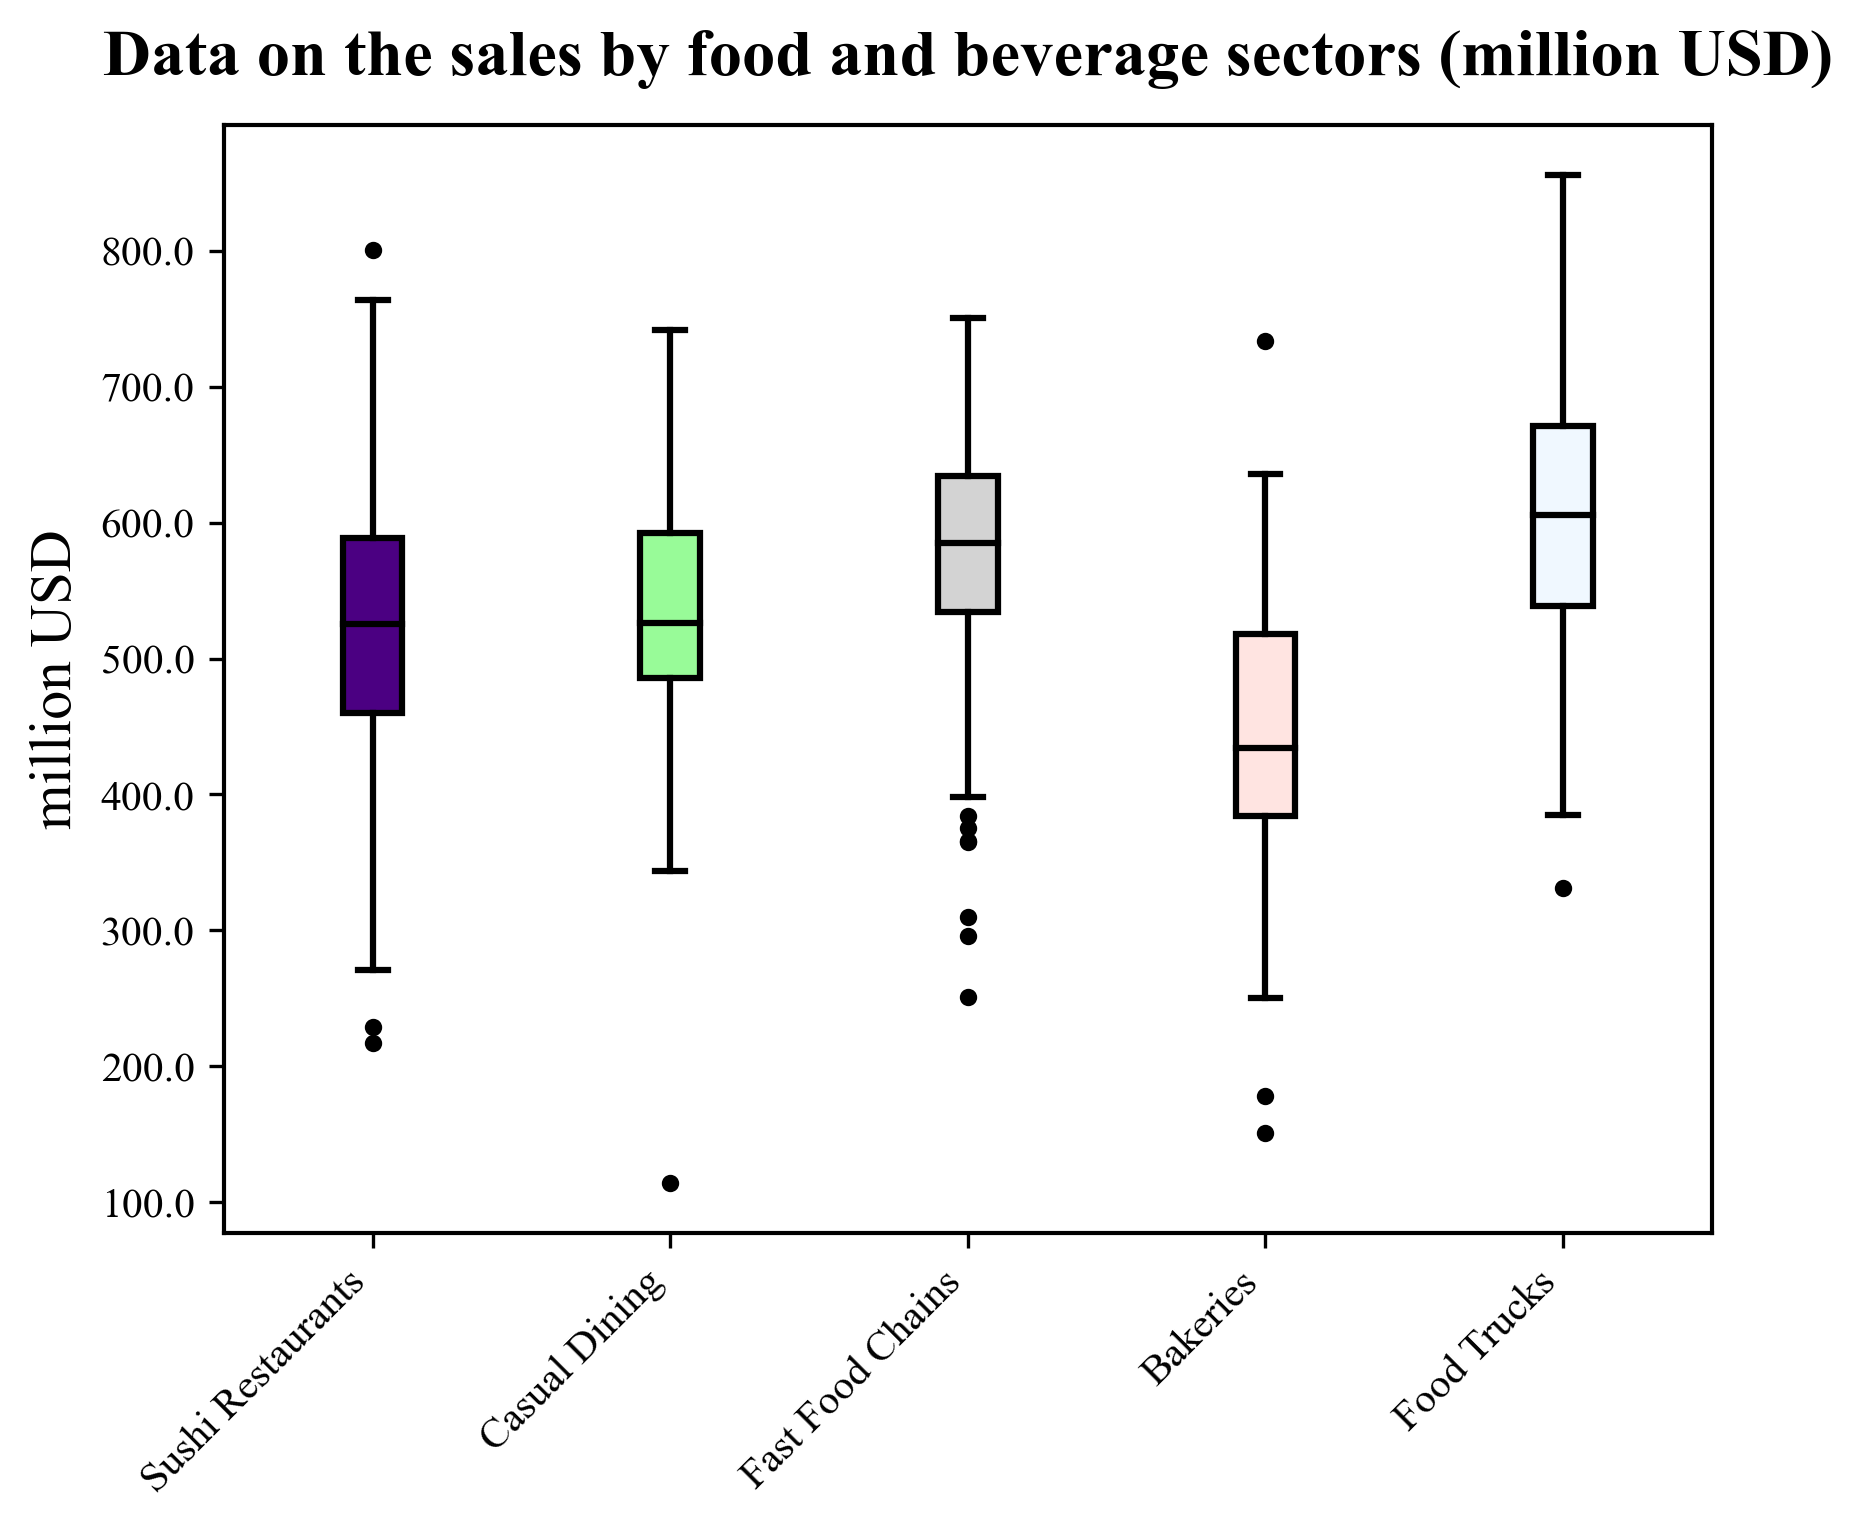 Data on the sales by food and beverage sectors (million USD)
million USD
800.0
700.0
600.0
500.0
400.0
300.0
200.0
100.0
Sushi Restaurants
Casual Dining
Fast Food Chains
Bakeries
Food Trucks